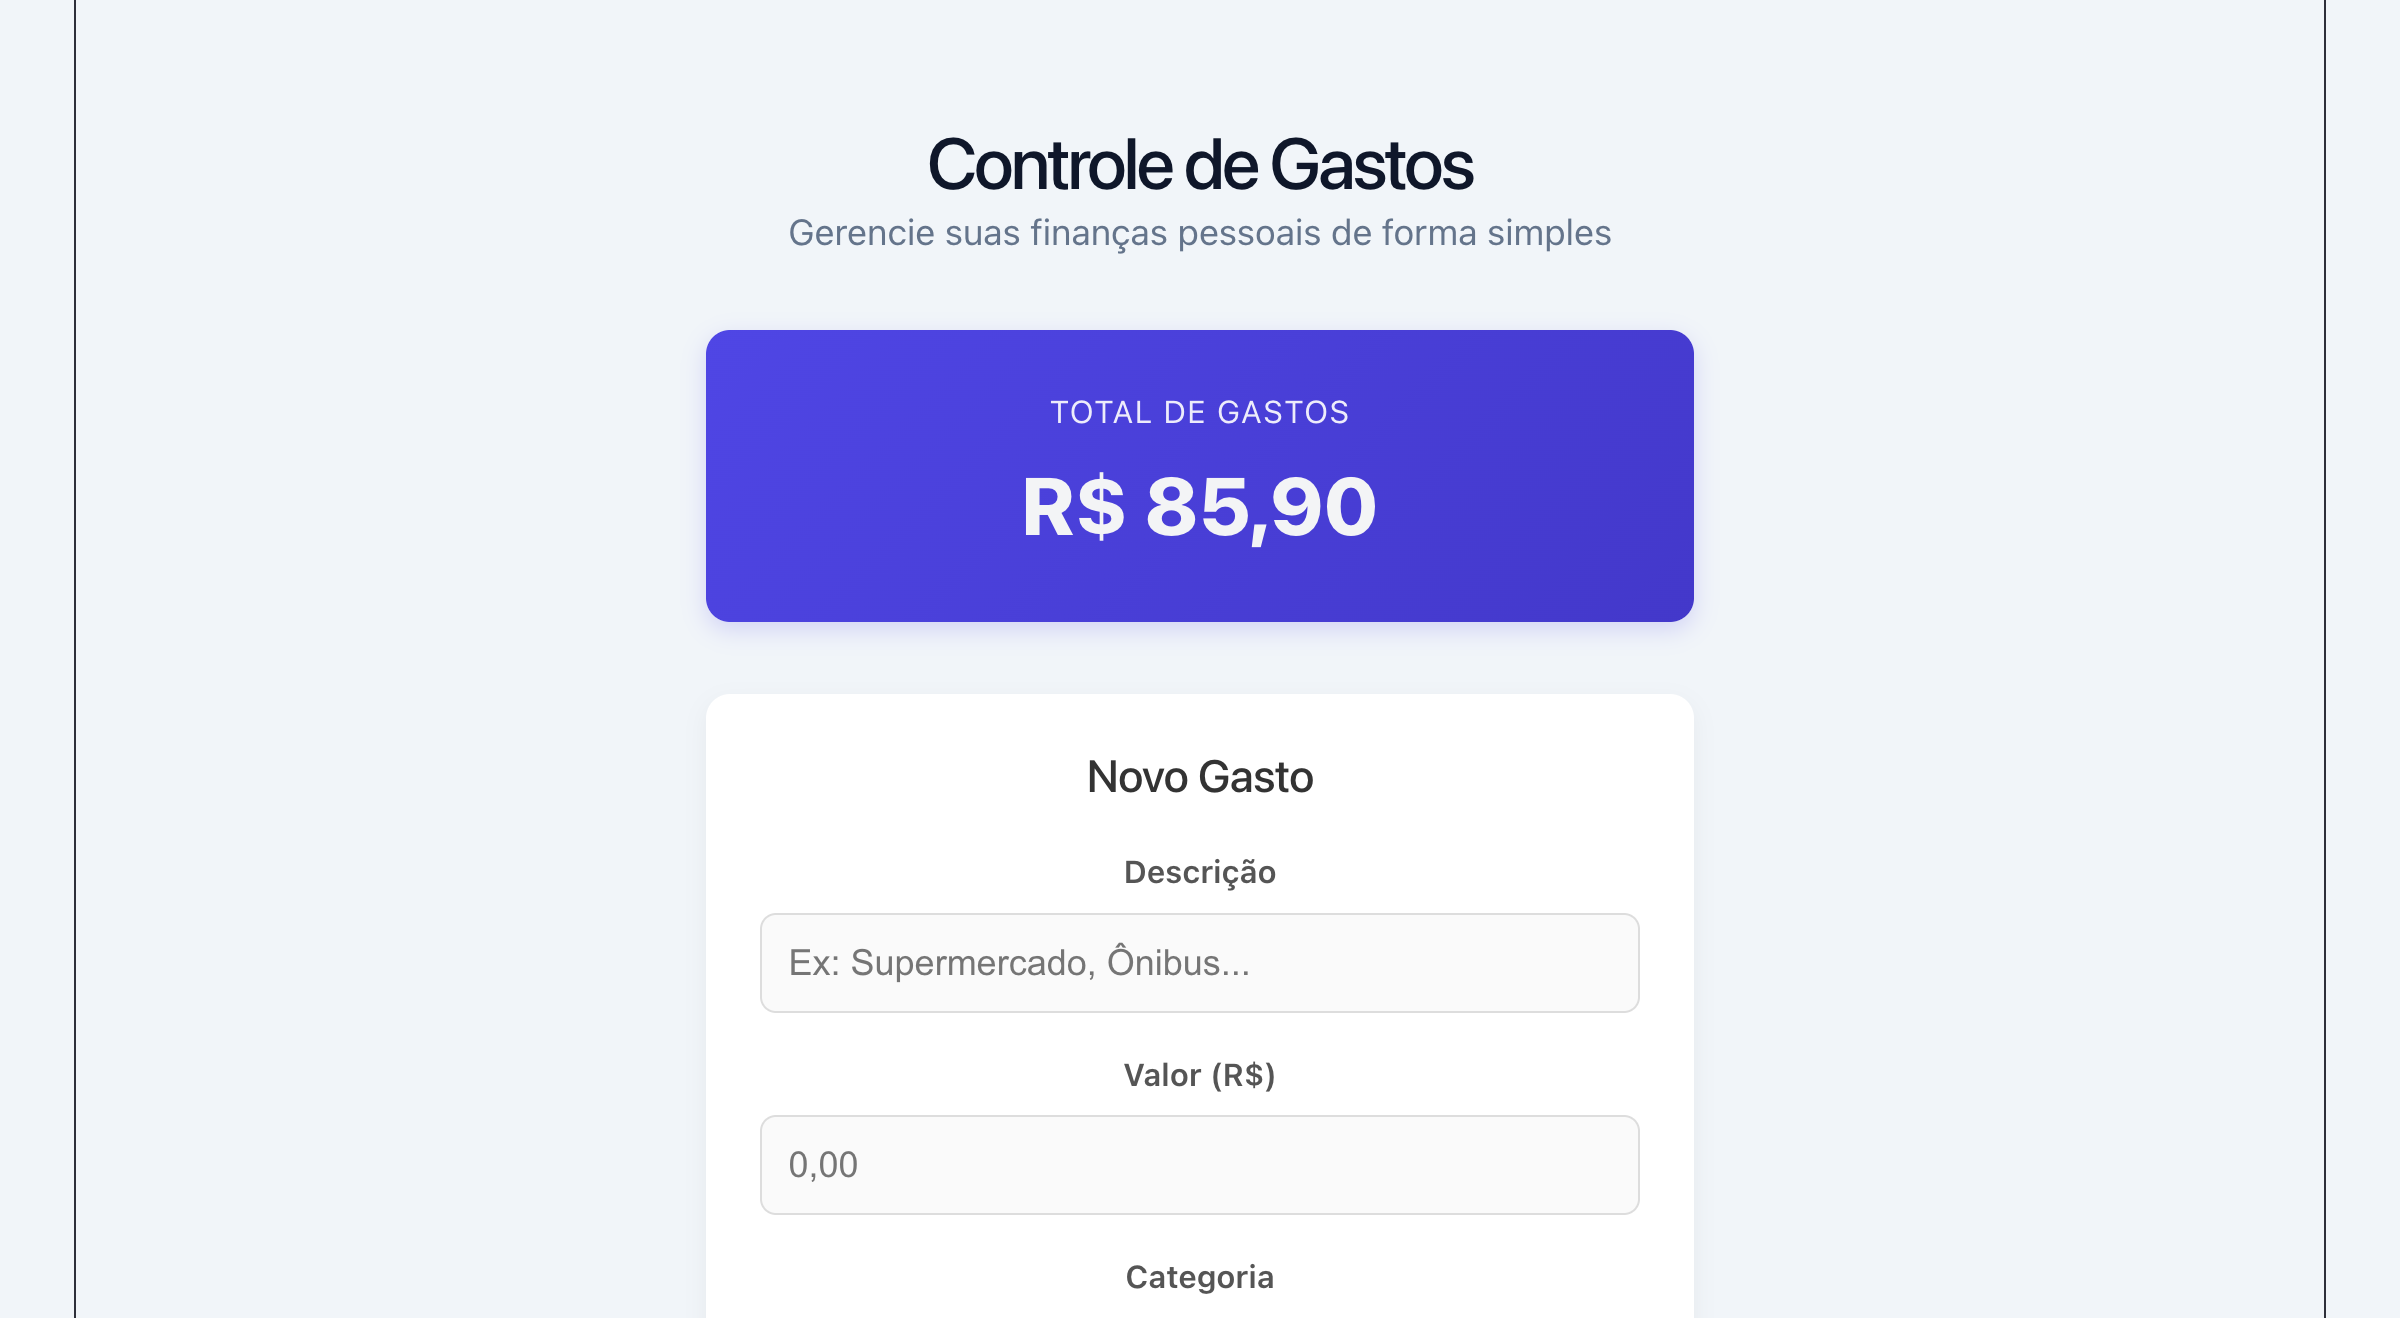 Controle de Gastos
Gerencie suas finanças pessoais de forma simples
TOTAL DE GASTOS
R$ 85,90
Novo Gasto
Descrição
Ex: Supermercado, Ônibus...
Valor (R$)
0,00
Categoria